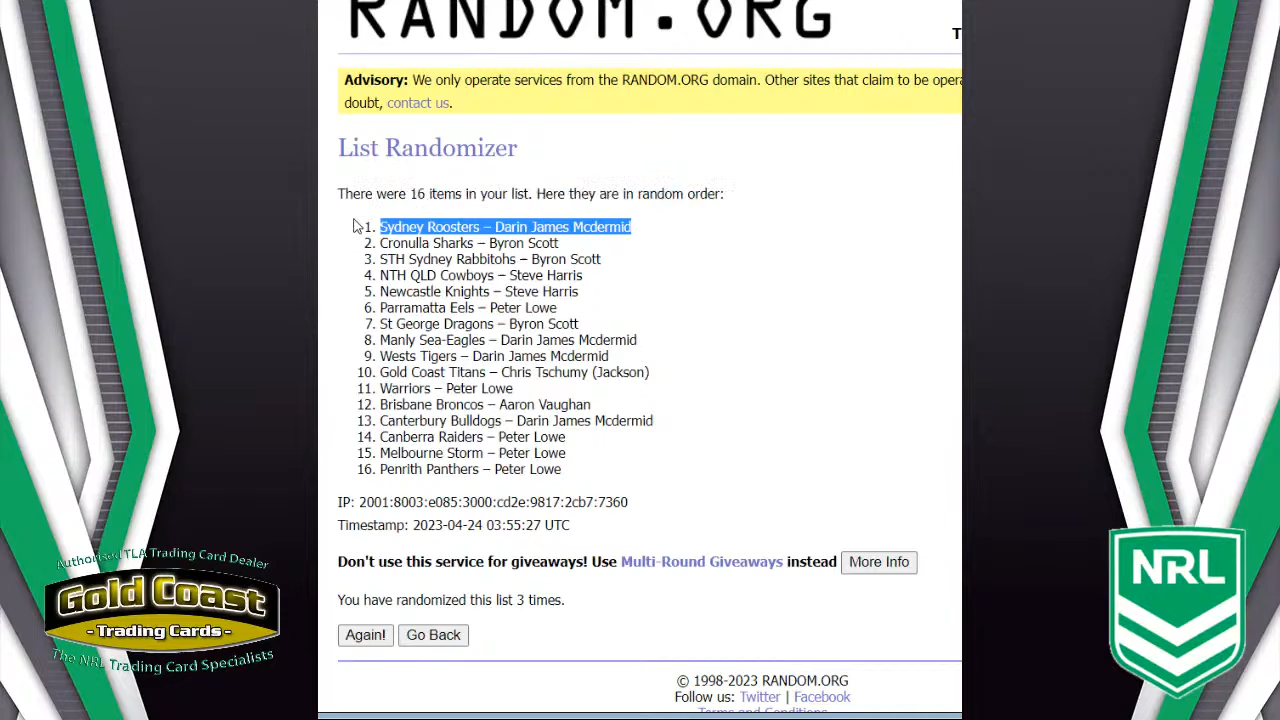 RANDOM.ORG
T
Advisory: We only operate services from the RANDOM.ORG domain. Other sites that claim to be opera
doubt, contact us.
List Randomizer
There were 16 items in your list. Here they are in random order:
1. Sydney Roosters – Darin James Mcdermid
2. Cronulla Sharks – Byron Scott
3. STH Sydney Rabbitohs – Byron Scott
4. NTH QLD Cowboys – Steve Harris
5. Newcastle Knights – Steve Harris
6. Parramatta Eels – Peter Lowe
7. St George Dragons – Byron Scott
8. Manly Sea-Eagles – Darin James Mcdermid
9. Wests Tigers – Darin James Mcdermid
10. Gold Coast Titans – Chris Tschumy (Jackson)
11. Warriors – Peter Lowe
12. Brisbane Broncos – Aaron Vaughan
13. Canterbury Bulldogs – Darin James Mcdermid
14. Canberra Raiders – Peter Lowe
15. Melbourne Storm – Peter Lowe
16. Penrith Panthers – Peter Lowe
IP: 2001:8003:e085:3000:cd2e:9817:2cb7:7360
Timestamp: 2023-04-24 03:55:27 UTC
Don't use this service for giveaways! Use Multi-Round Giveaways instead More Info
You have randomized this list 3 times.
Again! Go Back
© 1998-2023 RANDOM.ORG
Follow us: Twitter | Facebook
Terms and Conditions
Authorised TLA Trading Card Dealer
Gold Coast
- Trading Cards -
The NRL Trading Card Specialists
NRL